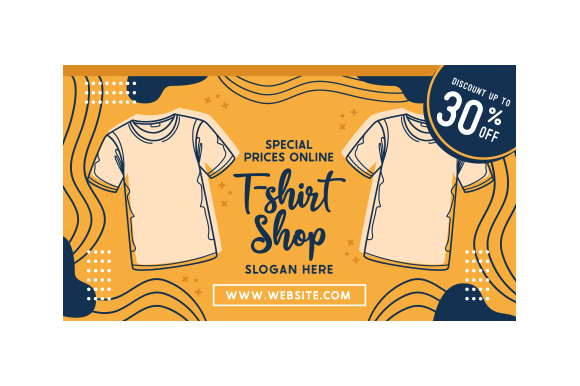 DISCOUNT UP TO
30%
OFF
SPECIAL
PRICES ONLINE
T-shirt
Shop
SLOGAN HERE
WWW.WEBSITE.COM